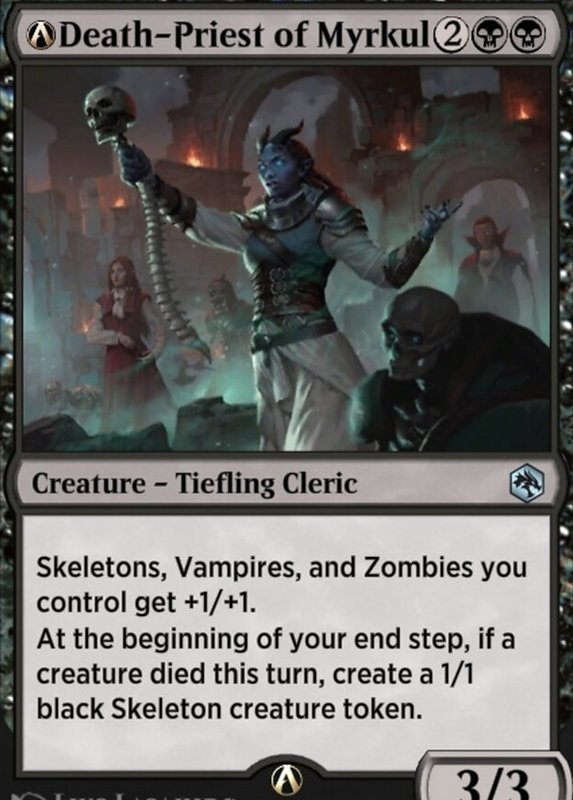 Death-Priest of Myrkul 2
Creature – Tiefling Cleric
Skeletons, Vampires, and Zombies you
control get +1/+1.
At the beginning of your end step, if a
creature died this turn, create a 1/1
black Skeleton creature token.
3/3